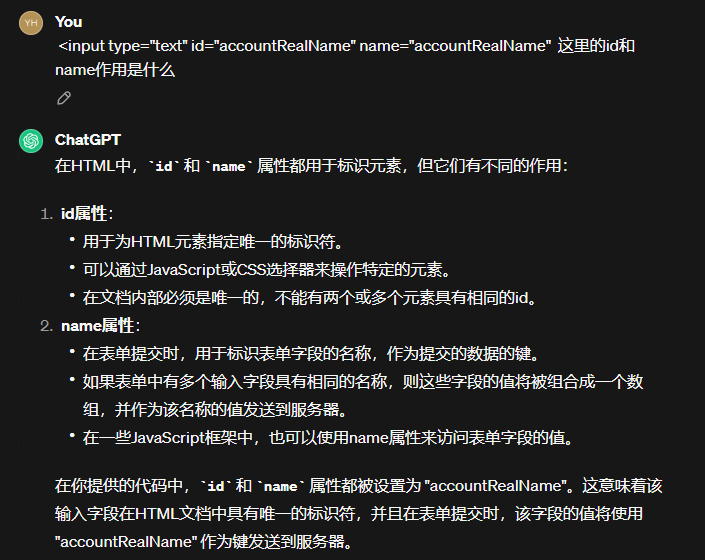 YH
You
<input type="text" id="accountRealName" name="accountRealName" 这里的id和
name作用是什么
ChatGPT
在HTML中，`id` 和 `name` 属性都用于标识元素，但它们有不同的作用：
1. id属性：
• 用于为HTML元素指定唯一的标识符。
• 可以通过JavaScript或CSS选择器来操作特定的元素。
• 在文档内部必须是唯一的，不能有两个或多个元素具有相同的id。
2. name属性：
• 在表单提交时，用于标识表单字段的名称，作为提交的数据的键。
• 如果表单中有多个输入字段具有相同的名称，则这些字段的值将被组合成一个数
组，并作为该名称的值发送到服务器。
• 在一些JavaScript框架中，也可以使用name属性来访问表单字段的值。
在你提供的代码中，`id` 和 `name` 属性都被设置为 "accountRealName"。这意味着该
输入字段在HTML文档中具有唯一的标识符，并且在表单提交时，该字段的值将使用
"accountRealName" 作为键发送到服务器。